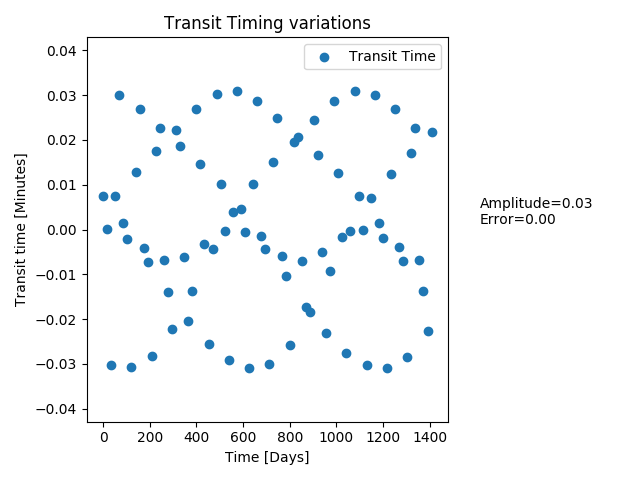 Transit Timing variations
Transit Time
0.04
0.03
0.02
0.01
0.00
−0.01
−0.02
−0.03
−0.04
Transit time [Minutes]
0 200 400 600 800 1000 1200 1400
Time [Days]
Amplitude=0.03
Error=0.00